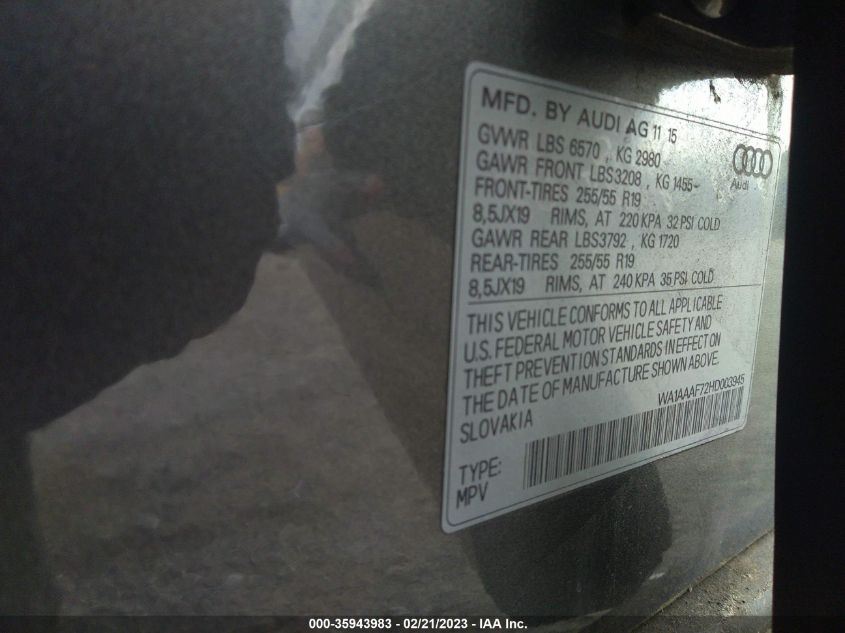 MFD. BY AUDI AG 11 15
GVWR LBS 6570 , KG 2980
GAWR FRONT LBS3208 , KG 1455-
FRONT-TIRES 255/55 R19
8,5JX19 RIMS, AT 220 KPA 32 PSI COLD
GAWR REAR LBS3792 , KG 1720
REAR-TIRES 255/55 R19
8,5JX19 RIMS, AT 240 KPA 35 PSI COLD
Audi
THIS VEHICLE CONFORMS TO ALL APPLICABLE
U.S. FEDERAL MOTOR VEHICLE SAFETY AND
THEFT PREVENTION STANDARDS IN EFFECT ON
THE DATE OF MANUFACTURE SHOWN ABOVE.
SLOVAKIA
WA1AAAF72HD003945
TYPE:
MPV
000-35943983 / 02/21/2023 - IAA Inc.